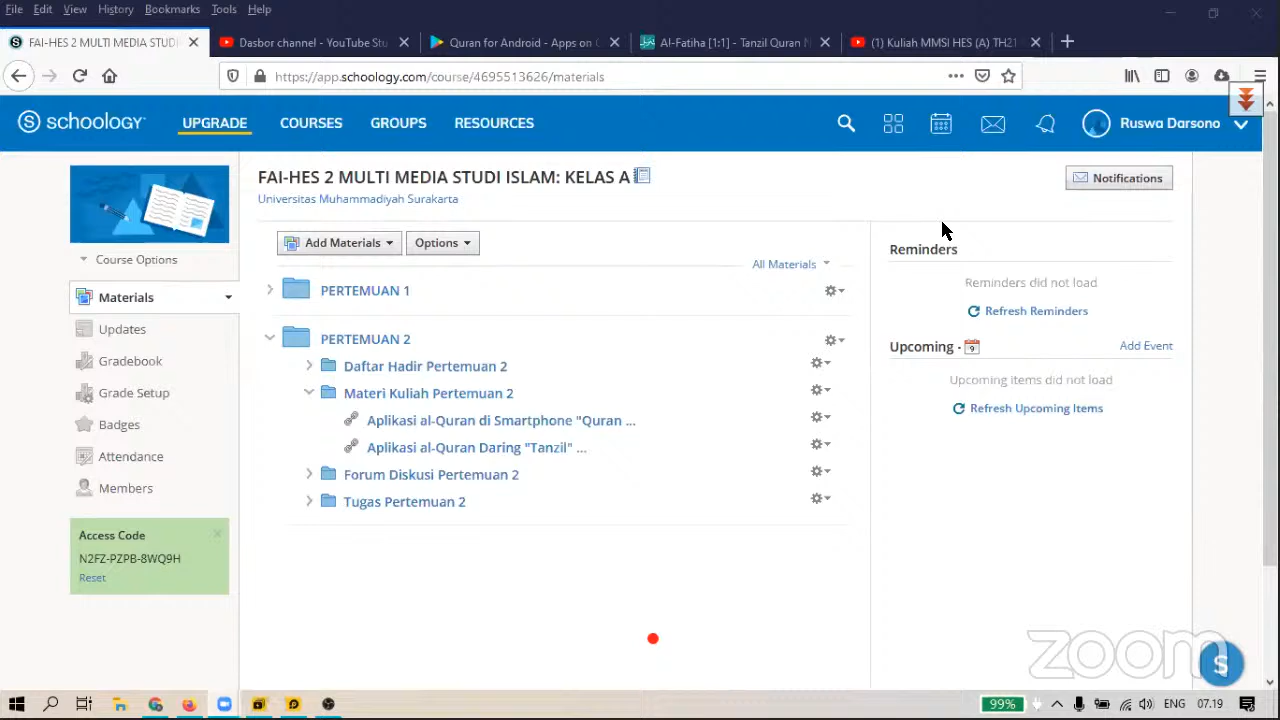 File Edit View History Bookmarks Tools Help
FAI-HES 2 MULTI MEDIA STUDI
Dasbor channel - YouTube Stu
Quran for Android - Apps on G
Al-Fatiha [1:1] - Tanzil Quran N
(1) Kuliah MMSI HES (A) TH21
https://app.schoology.com/course/4695513626/materials
S schoology
UPGRADE COURSES GROUPS RESOURCES
Ruswa Darsono
FAI-HES 2 MULTI MEDIA STUDI ISLAM: KELAS A
Universitas Muhammadiyah Surakarta
Notifications
Course Options
Materials
Updates
Gradebook
Grade Setup
Badges
Attendance
Members
Access Code
N2FZ-PZPB-8WQ9H
Reset
Add Materials Options
All Materials
PERTEMUAN 1
PERTEMUAN 2
Daftar Hadir Pertemuan 2
Materi Kuliah Pertemuan 2
Aplikasi al-Quran di Smartphone "Quran ...
Aplikasi al-Quran Daring "Tanzil" ...
Forum Diskusi Pertemuan 2
Tugas Pertemuan 2
Reminders
Reminders did not load
Refresh Reminders
Upcoming · 9 Add Event
Upcoming items did not load
Refresh Upcoming Items
zoom
S
99% ENG 07.19